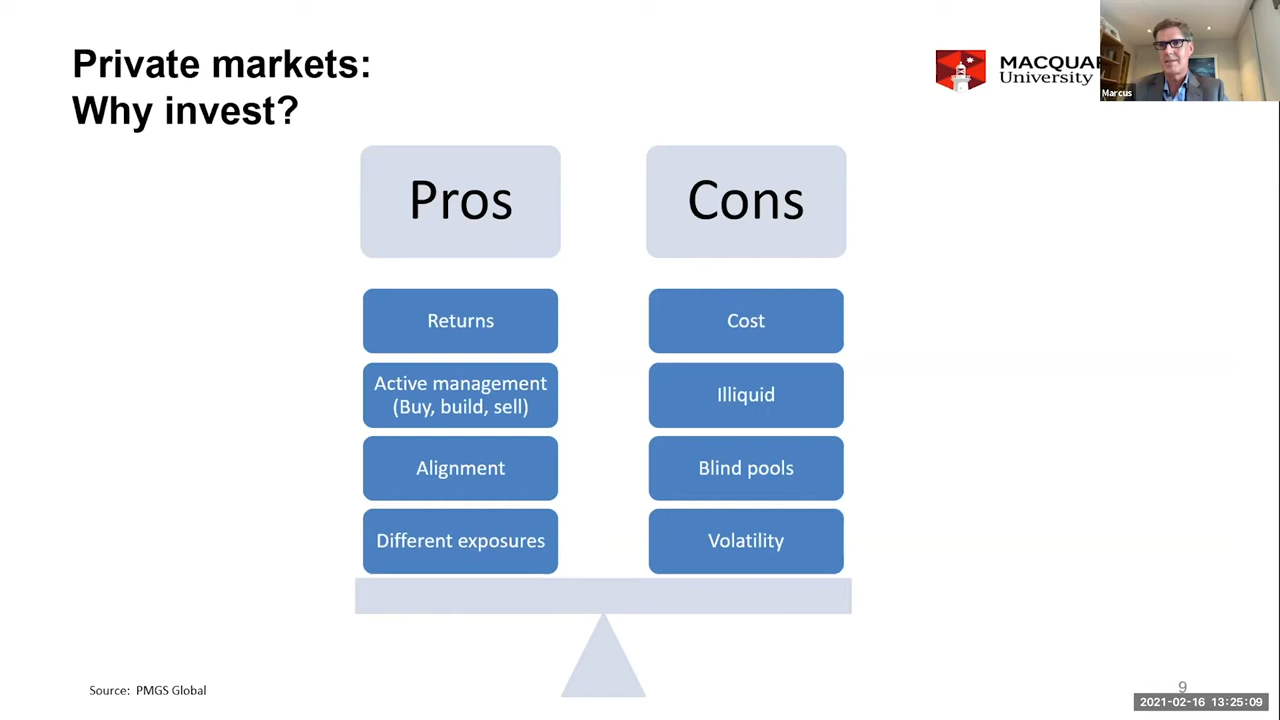 Private markets:
Why invest?
MACQUAR
University
Marcus
Pros
Cons
Returns
Active management
(Buy, build, sell)
Alignment
Different exposures
Cost
Illiquid
Blind pools
Volatility
Source: PMGS Global
9
2021-02-16 13:25:09